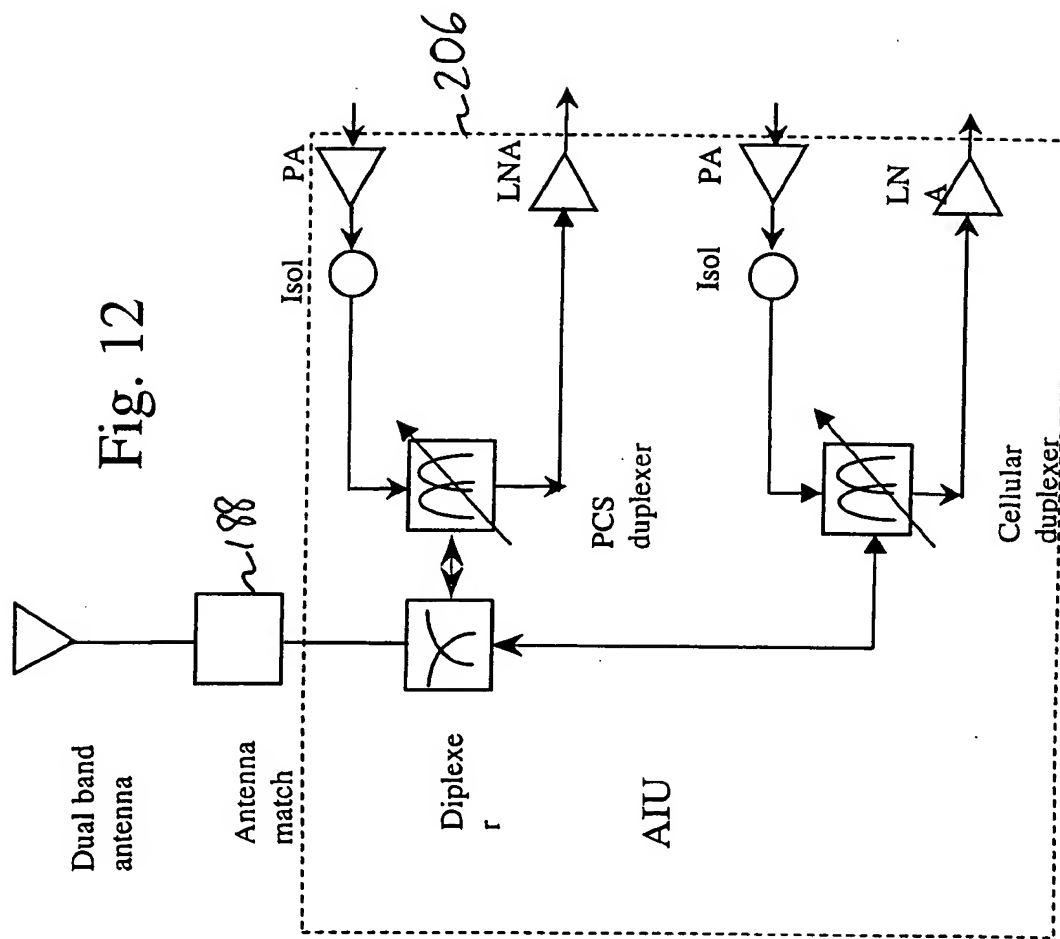 Dual band
antenna
Fig. 12
Antenna
match
188
Isol
PA
206
Diplexe
r
LNA
PCS
duplexer
AIU
Isol
PA
LN
A
Cellular
duplexer